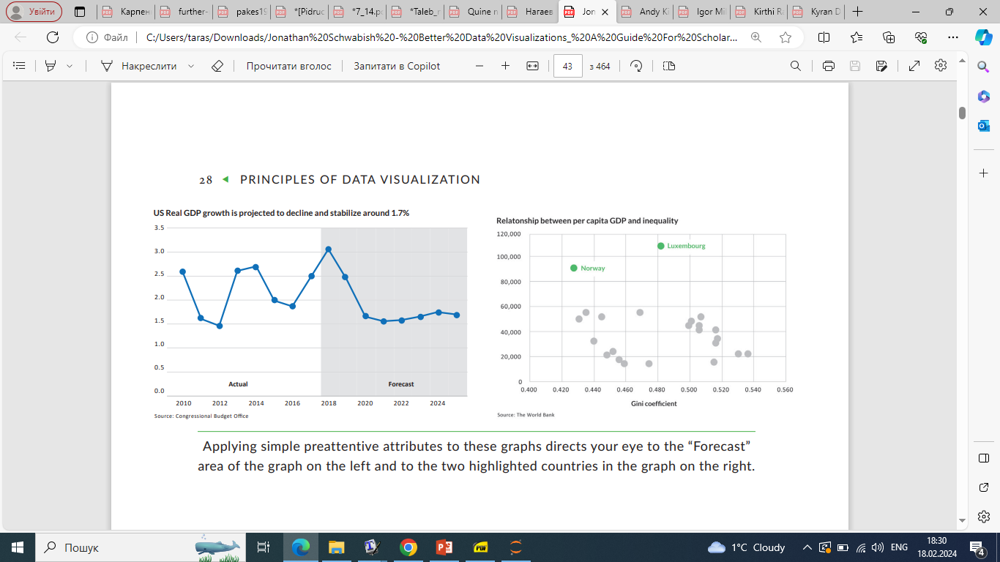 Увійти
Карпен
further-
pakes19
*[Pidruc
*7_14.po
*Taleb_r
Quine n
Нагаев
Jon
Andy Ki
Igor Mil
Kirthi Ra
Kyran D
Файл
C:/Users/taras/Downloads/Jonathan%20Schwabish%20-%20Better%20Data%20Visualizations_%20A%20Guide%20For%20Scholar...
Накреслити
Прочитати вголос
Запитати в Copilot
43
з 464
28 ◄ PRINCIPLES OF DATA VISUALIZATION
US Real GDP growth is projected to decline and stabilize around 1.7%
3.5
3.0
2.5
2.0
1.5
1.0
0.5
0.0
Actual
Forecast
2010 2012 2014 2016 2018 2020 2022 2024
Source: Congressional Budget Office
Relatonship between per capita GDP and inequality
120,000
100,000
80,000
60,000
40,000
20,000
0
Luxembourg
Norway
0.400 0.420 0.440 0.460 0.480 0.500 0.520 0.540 0.560
Gini coefficient
Source: The World Bank
Applying simple preattentive attributes to these graphs directs your eye to the “Forecast”
area of the graph on the left and to the two highlighted countries in the graph on the right.
Пошук
1°C Cloudy
ENG
18:30
18.02.2024
4